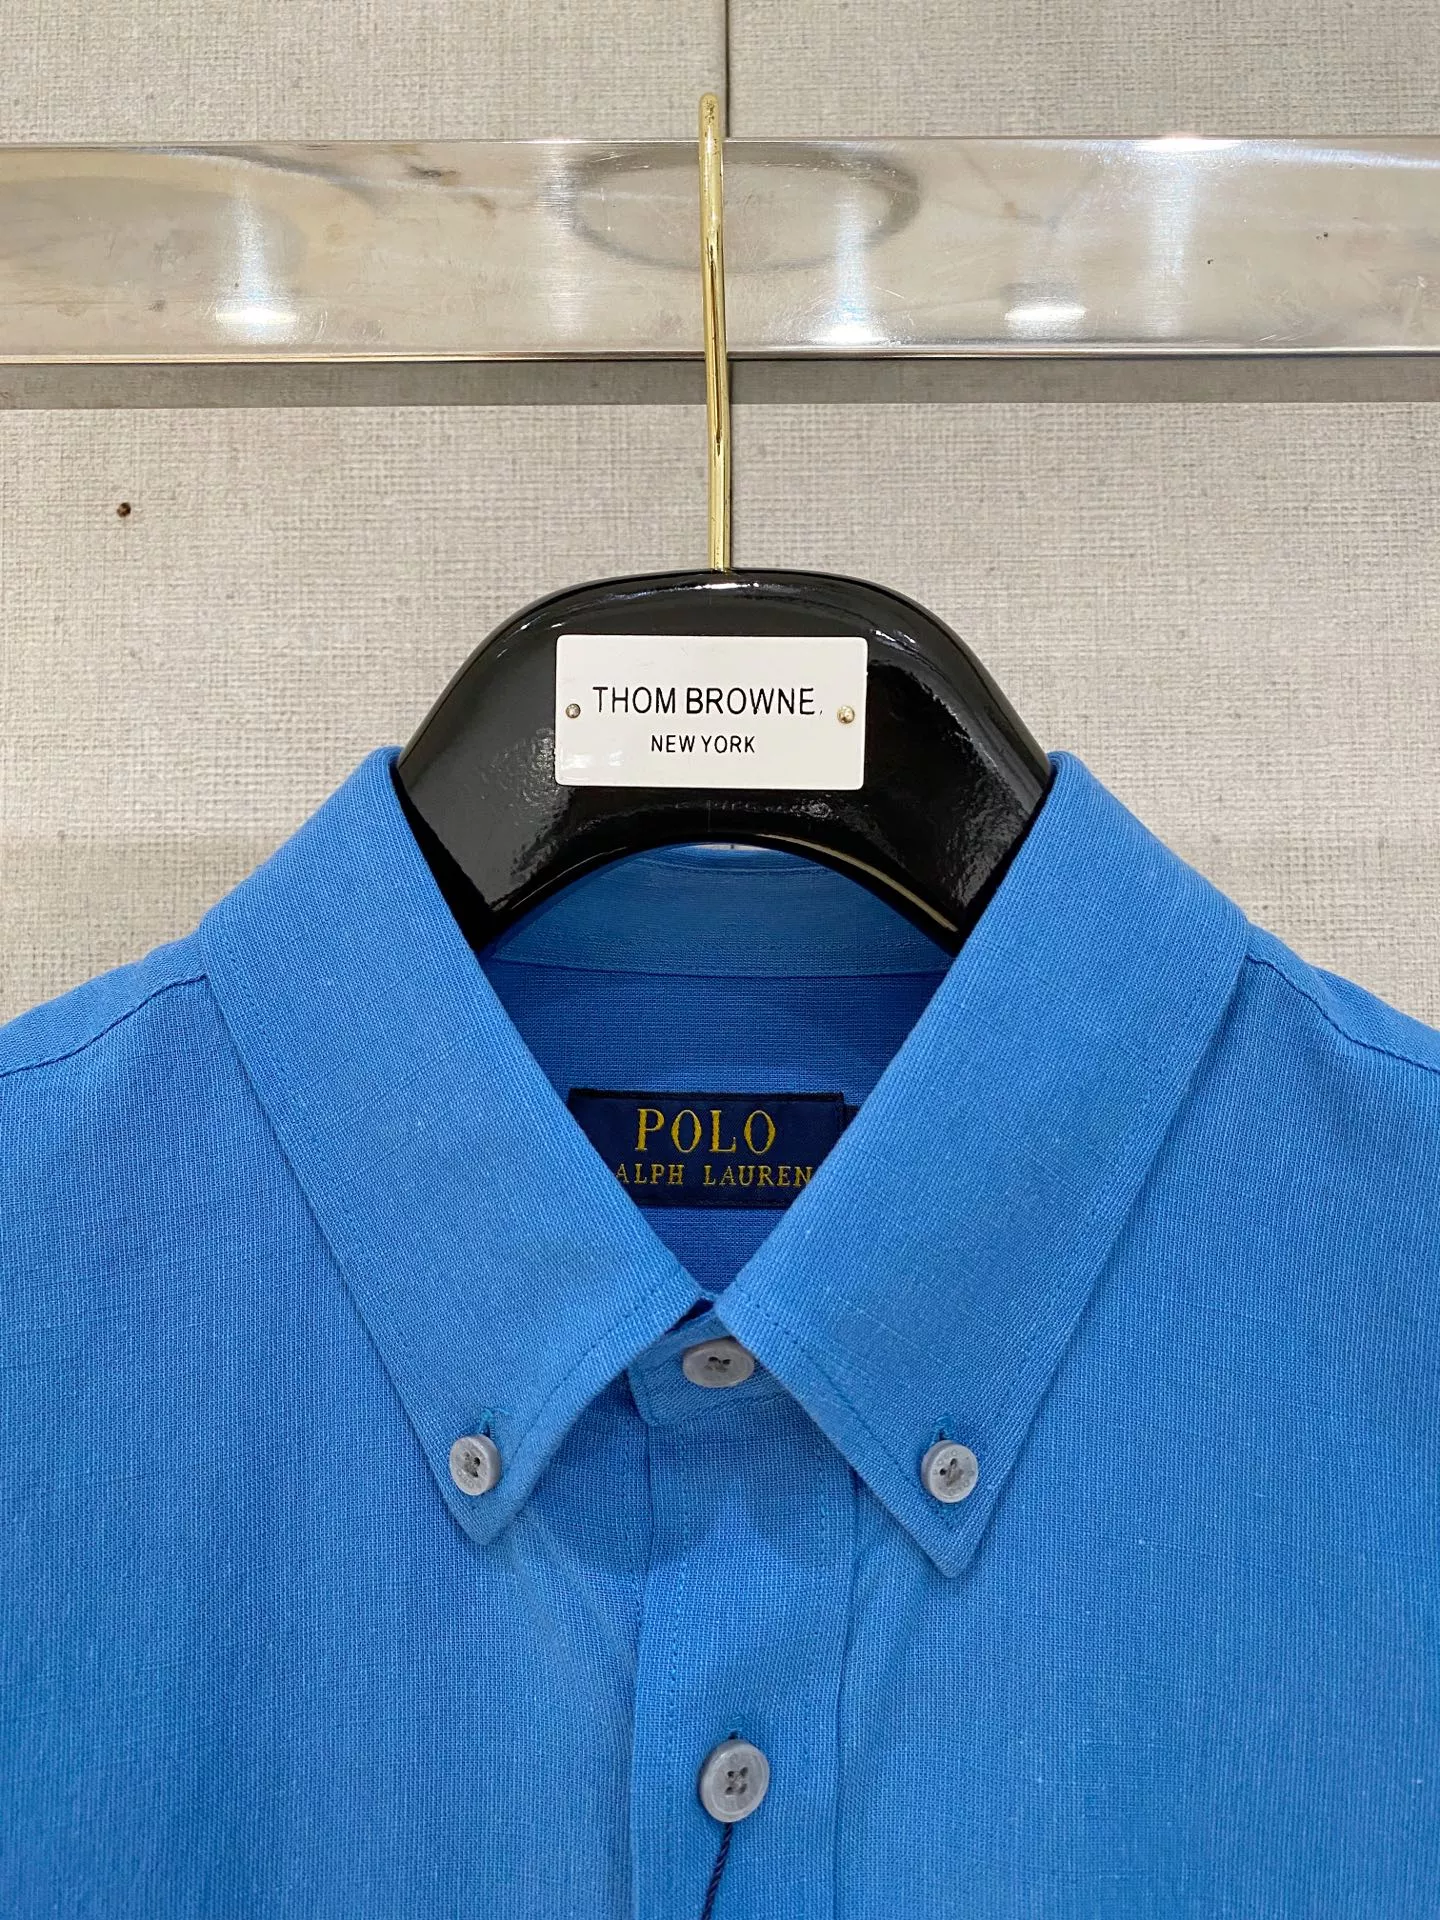 THOM BROWNE.
NEW YORK
POLO
ALPH LAUREN